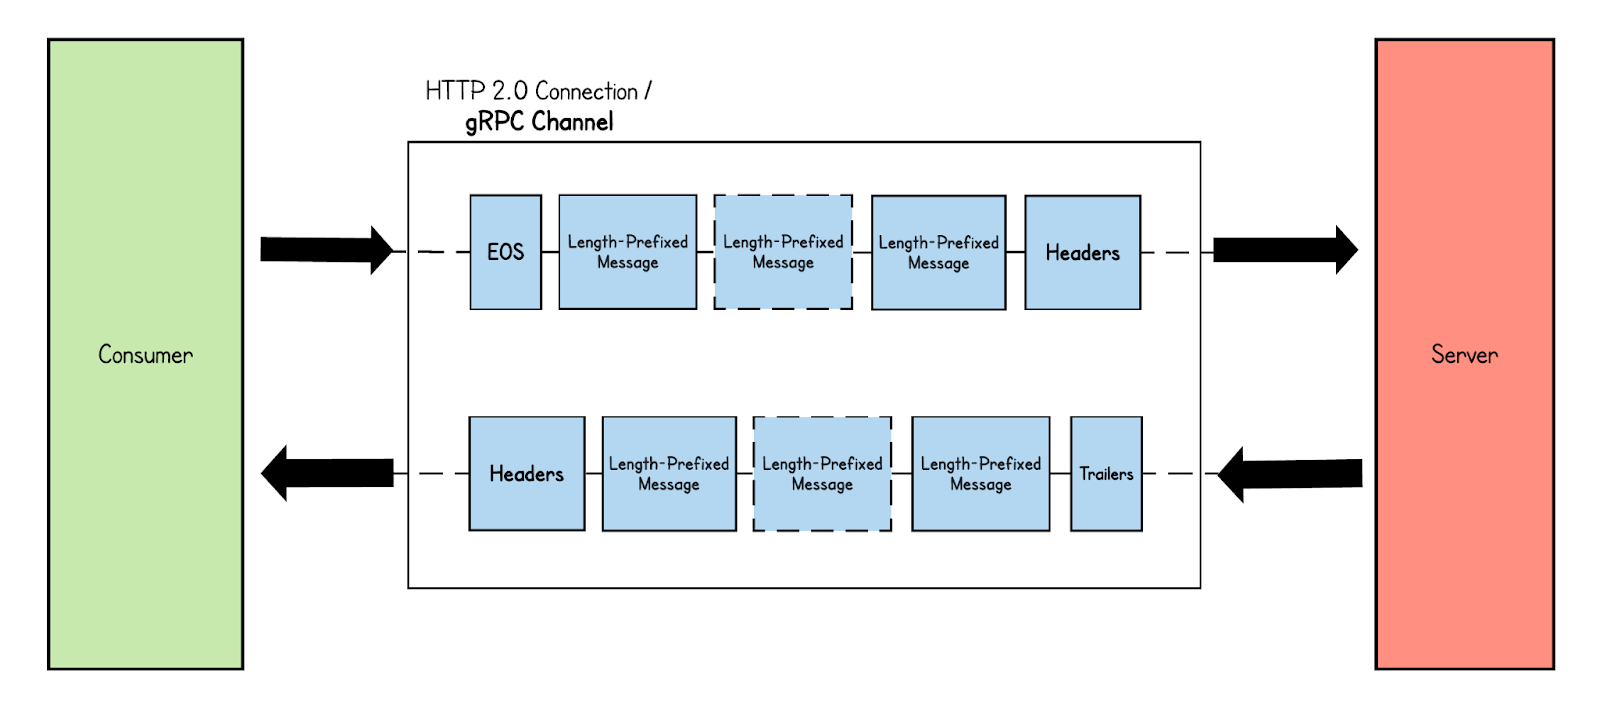 HTTP 2.0 Connection /
gRPC Channel
EOS
Length-Prefixed
Message
Length-Prefixed
Message
Length-Prefixed
Message
Headers
Consumer
Server
Headers
Length-Prefixed
Message
Length-Prefixed
Message
Length-Prefixed
Message
Trailers